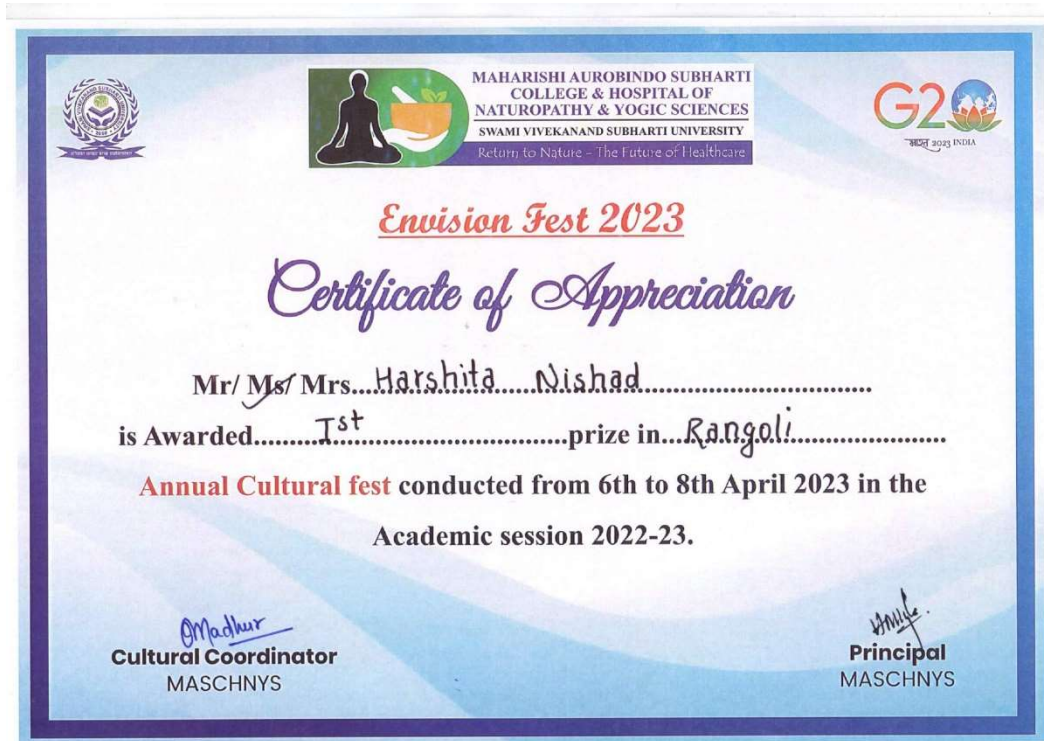 MAHARISHI AUROBINDO SUBHARTI
COLLEGE & HOSPITAL OF
NATUROPATHY & YOGIC SCIENCES
SWAMI VIVEKANAND SUBHARTI UNIVERSITY
Return to Nature - The Future of Healthcare
G20
भारत 2023 INDIA
Envision Fest 2023
Certificate of Appreciation
Mr/ Ms/ Mrs...Harshita Nishad...
is Awarded...Ist...prize in...Rangoli...
Annual Cultural fest conducted from 6th to 8th April 2023 in the
Academic session 2022-23.
Madhur
Cultural Coordinator
MASCHNYS
Principal
MASCHNYS